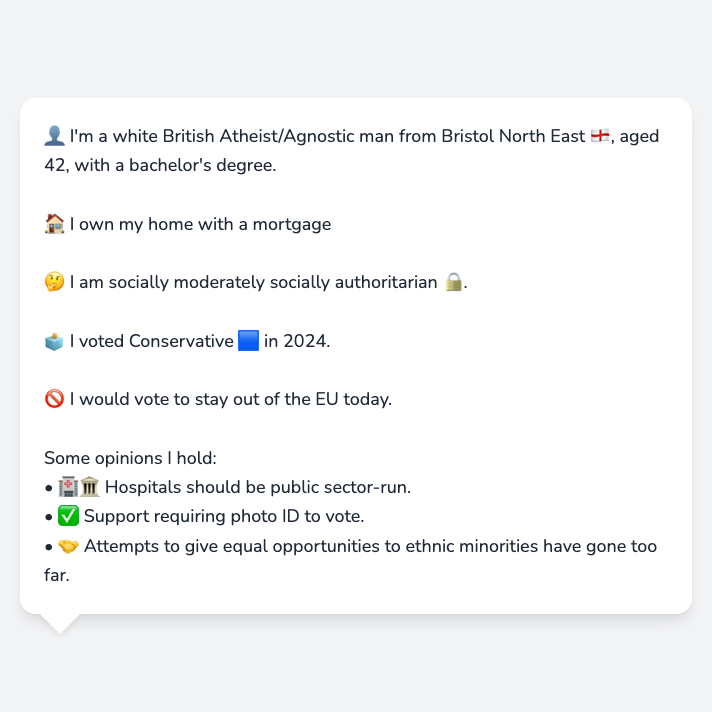 👤 I'm a white British Atheist/Agnostic man from Bristol North East 🏴󠁧󠁢󠁥󠁮󠁧󠁿, aged
42, with a bachelor's degree.
🏠 I own my home with a mortgage
🤔 I am socially moderately socially authoritarian 🔒.
🗳️ I voted Conservative 🟦 in 2024.
🚫 I would vote to stay out of the EU today.
Some opinions I hold:
• 🏥🏛️ Hospitals should be public sector-run.
• ✅ Support requiring photo ID to vote.
• 🤝 Attempts to give equal opportunities to ethnic minorities have gone too
far.